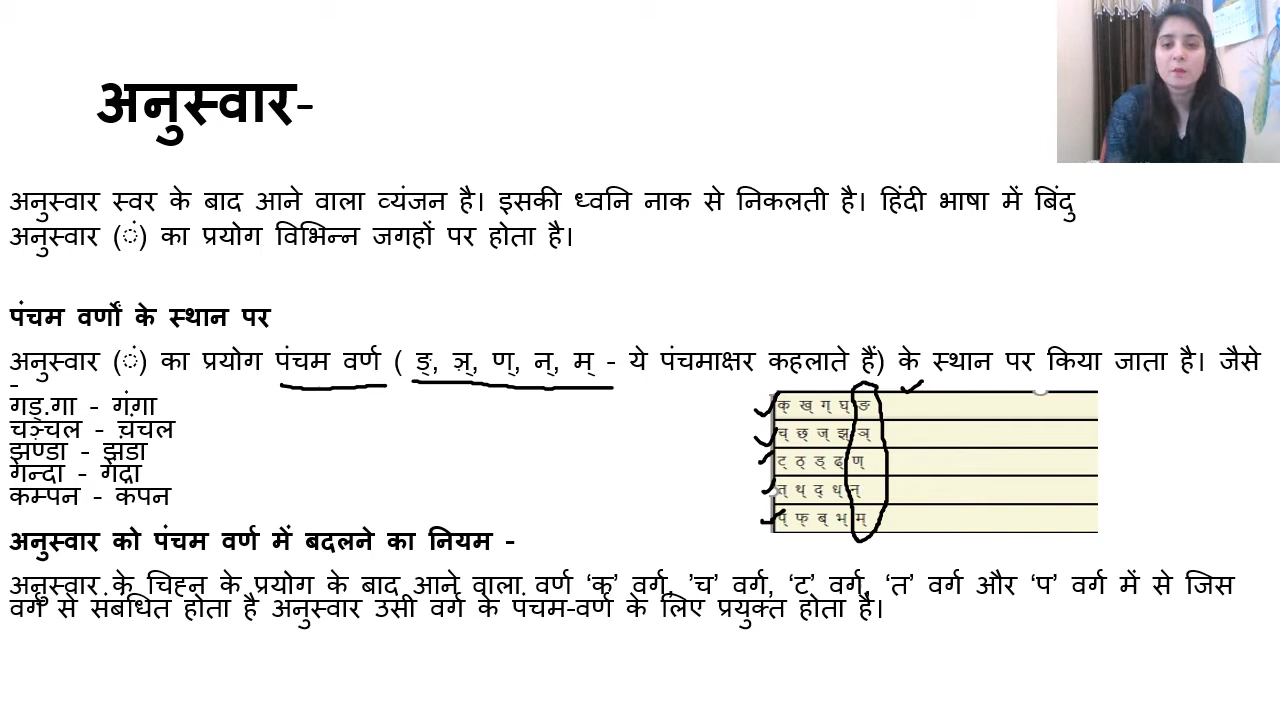 अनुस्वार-
अनुस्वार स्वर के बाद आने वाला व्यंजन है। इसकी ध्वनि नाक से निकलती है। हिंदी भाषा में बिंदु
अनुस्वार (ं) का प्रयोग विभिन्न जगहों पर होता है।
पंचम वर्णों के स्थान पर
अनुस्वार (ं) का प्रयोग पंचम वर्ण ( ङ्, ञ्, ण्, न्, म् - ये पंचमाक्षर कहलाते हैं) के स्थान पर किया जाता है। जैसे
-
गड्.गा - गंगा
चञ्चल - चंचल
झण्डा - झंडा
गेन्दा - गेंदा
कम्पन - कंपन
क् ख् ग् घ् ङ
च् छ् ज् झ् ञ्
ट् ठ् ड् ढ् ण्
त् थ् द् ध् न्
प् फ् ब् भ् म्
अनुस्वार को पंचम वर्ण में बदलने का नियम -
अनुस्वार के चिह्न के प्रयोग के बाद आने वाला वर्ण ‘क’ वर्ग, ’च’ वर्ग, ‘ट’ वर्ग, ‘त’ वर्ग और ‘प’ वर्ग में से जिस
वर्ग से संबंधित होता है अनुस्वार उसी वर्ग के पंचम-वर्ण के लिए प्रयुक्त होता है।